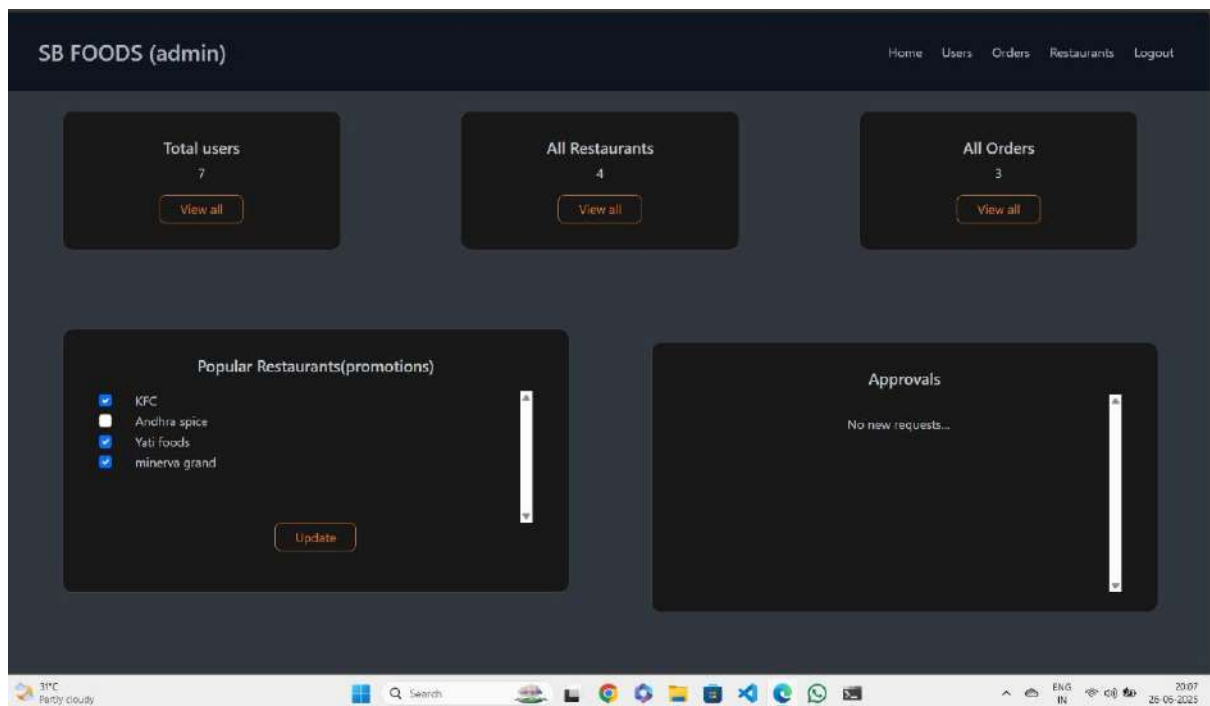 SB FOODS (admin)
Home Users Orders Restaurants Logout
Total users
7
View all
All Restaurants
4
View all
All Orders
3
View all
Popular Restaurants(promotions)
KFC
Andhra spice
Yati foods
minerva grand
Update
Approvals
No new requests...
31°C
Partly cloudy
Search
ENG
IN
20:07
26-06-2025